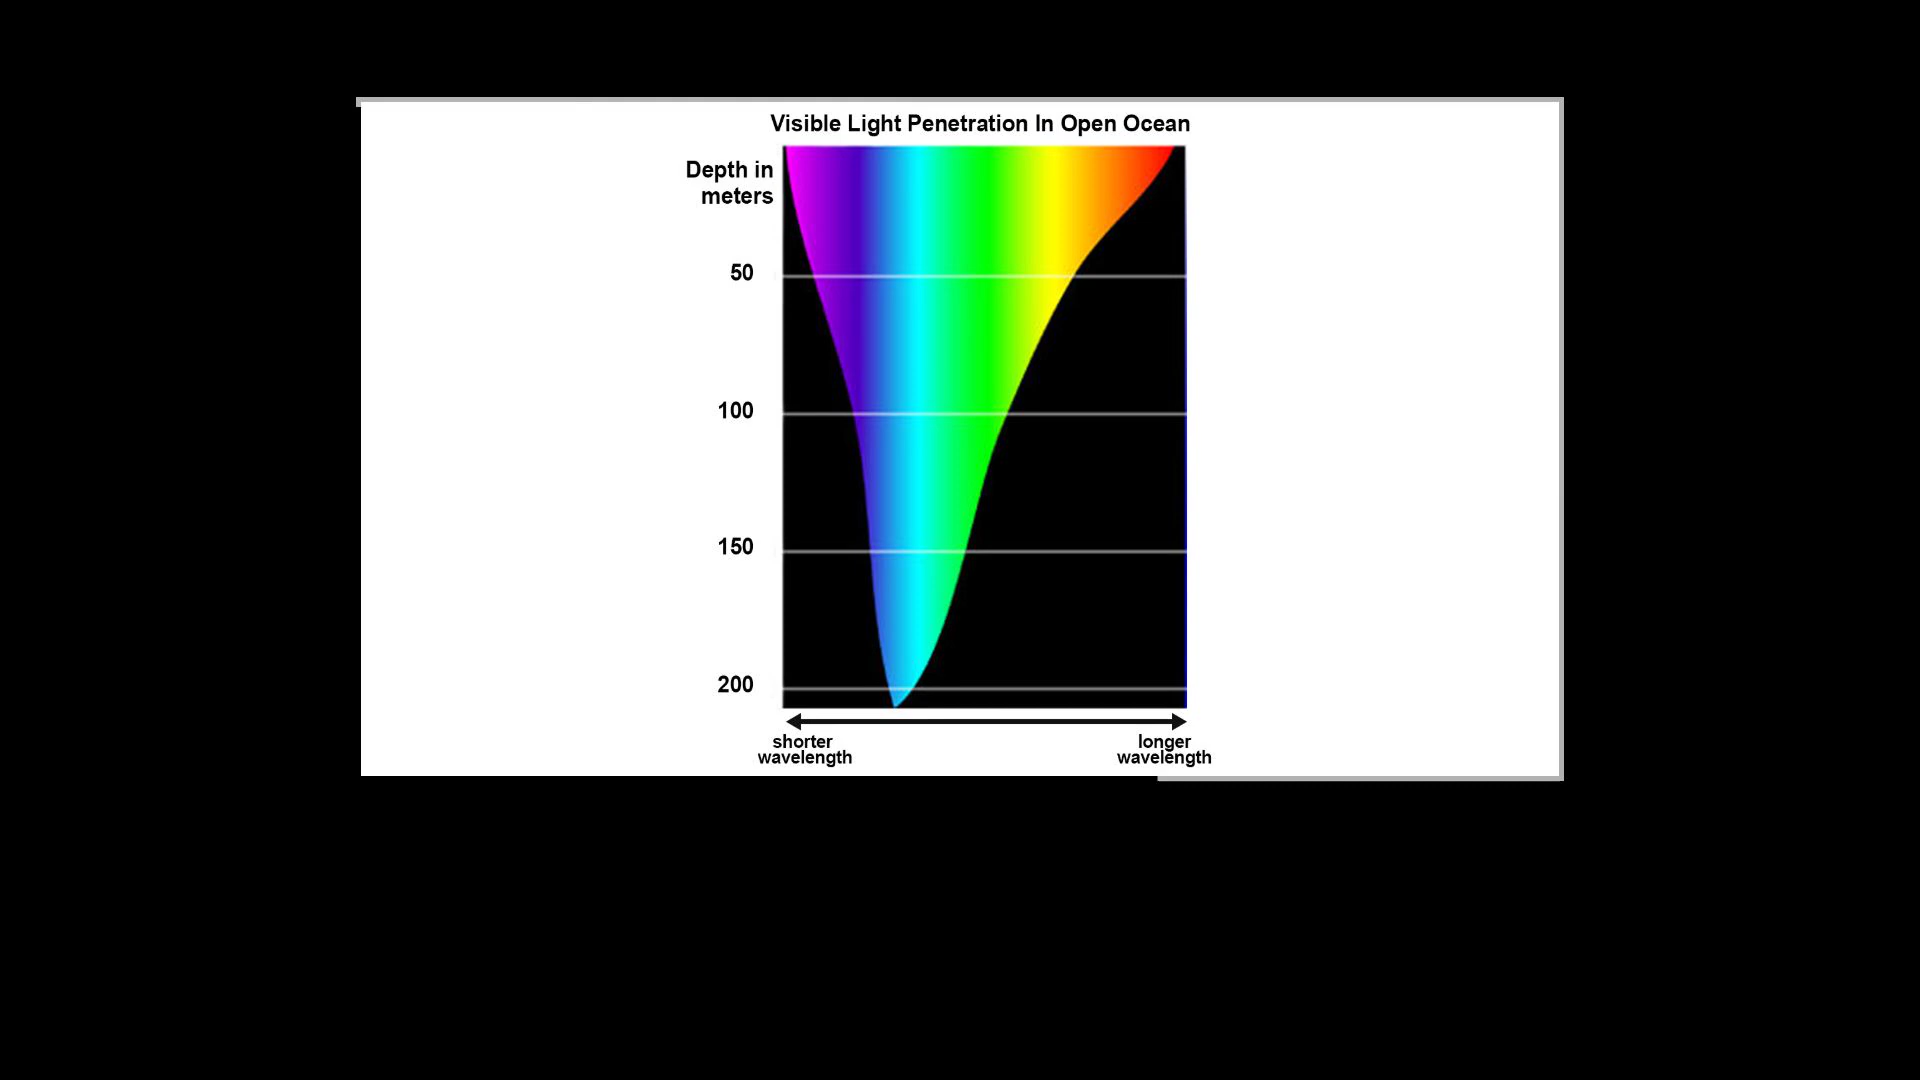 Visible Light Penetration In Open Ocean
Depth in
meters
50
100
150
200
shorter
wavelength
longer
wavelength